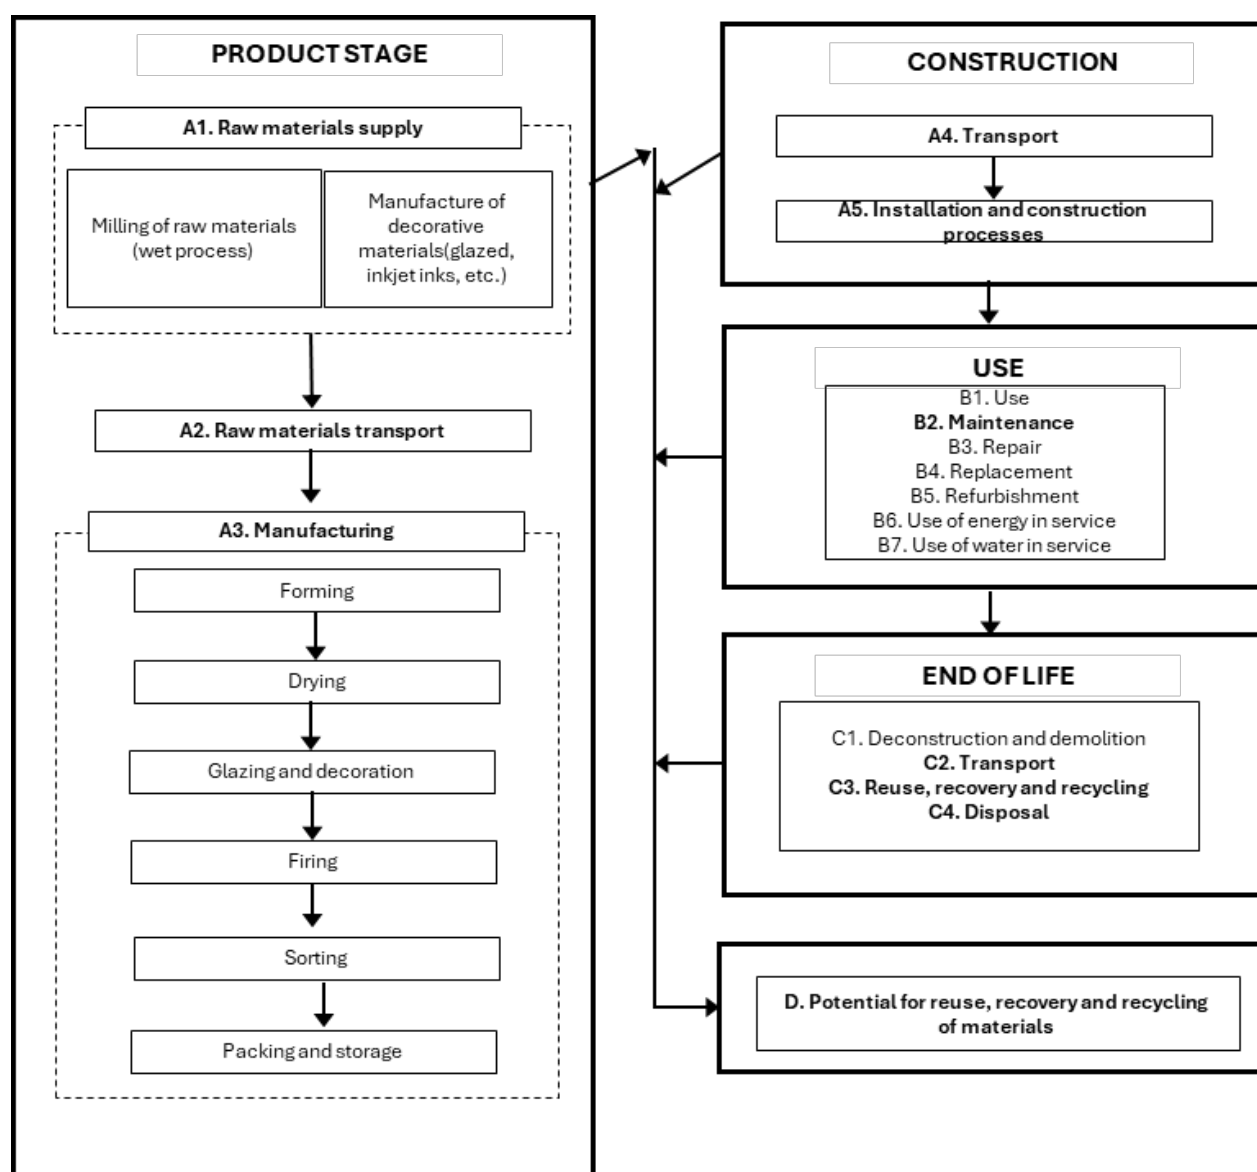 PRODUCT STAGE
A1. Raw materials supply
Milling of raw materials
(wet process)
Manufacture of
decorative
materials(glazed,
inkjet inks, etc.)
A2. Raw materials transport
A3. Manufacturing
Forming
Drying
Glazing and decoration
Firing
Sorting
Packing and storage
CONSTRUCTION
A4. Transport
A5. Installation and construction
processes
USE
B1. Use
B2. Maintenance
B3. Repair
B4. Replacement
B5. Refurbishment
B6. Use of energy in service
B7. Use of water in service
END OF LIFE
C1. Deconstruction and demolition
C2. Transport
C3. Reuse, recovery and recycling
C4. Disposal
D. Potential for reuse, recovery and recycling
of materials